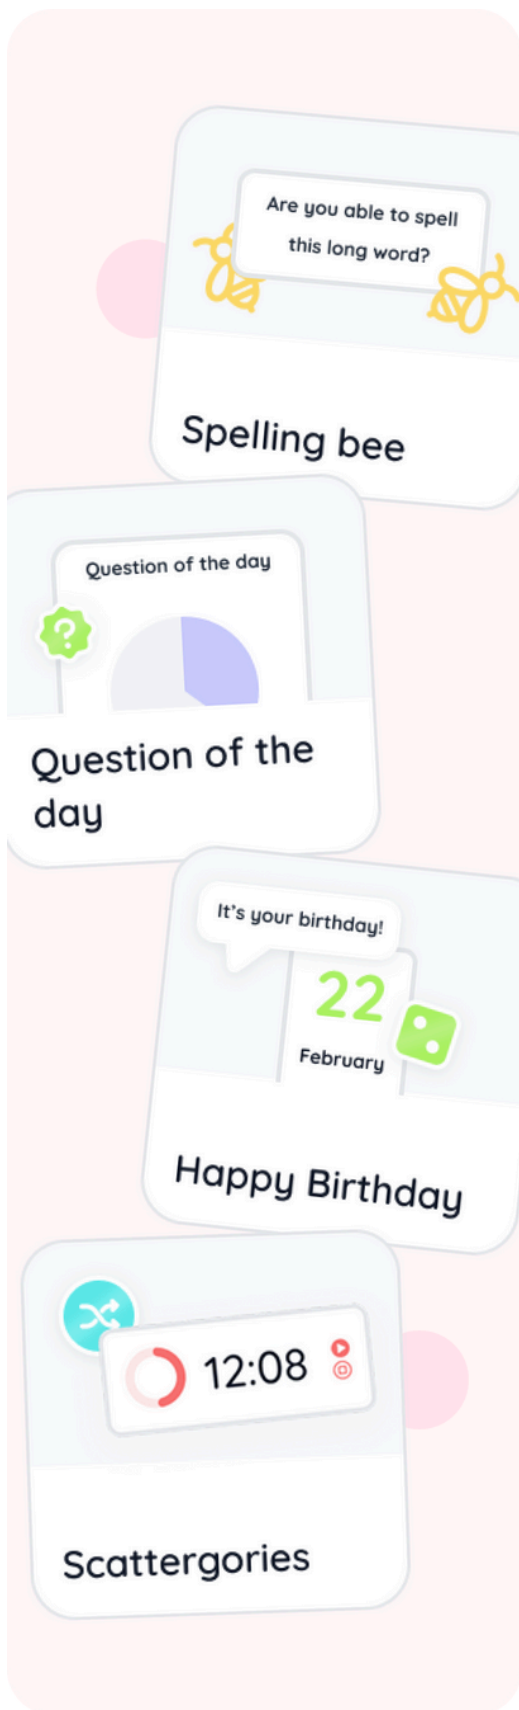 Are you able to spell
this long word?
Spelling bee
Question of the day
?
Question of the
day
It's your birthday!
22
February
Happy Birthday
12:08
Scattergories